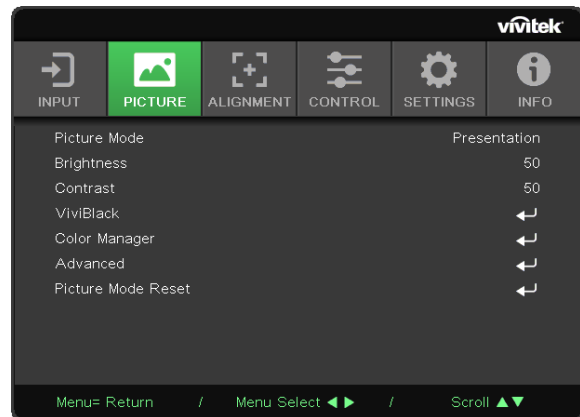 vivitek
INPUT PICTURE ALIGNMENT CONTROL SETTINGS INFO
Picture Mode Presentation
Brightness 50
Contrast 50
ViviBlack
Color Manager
Advanced
Picture Mode Reset
Menu= Return / Menu Select ◀ ▶ / Scroll ▲▼